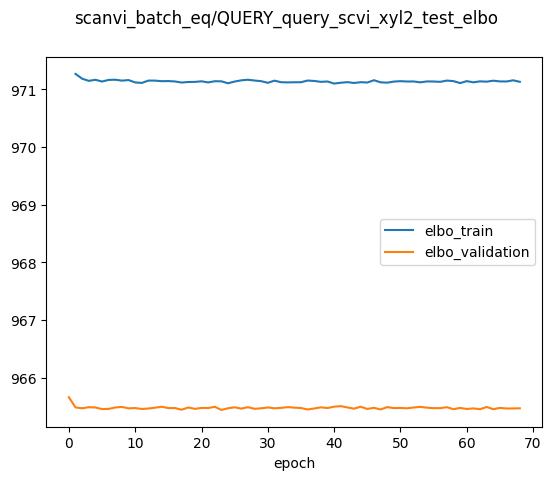 scanvi_batch_eq/QUERY_query_scvi_xyl2_test_elbo
971
970
969
968
967
966
elbo_train
elbo_validation
0 10 20 30 40 50 60 70
epoch